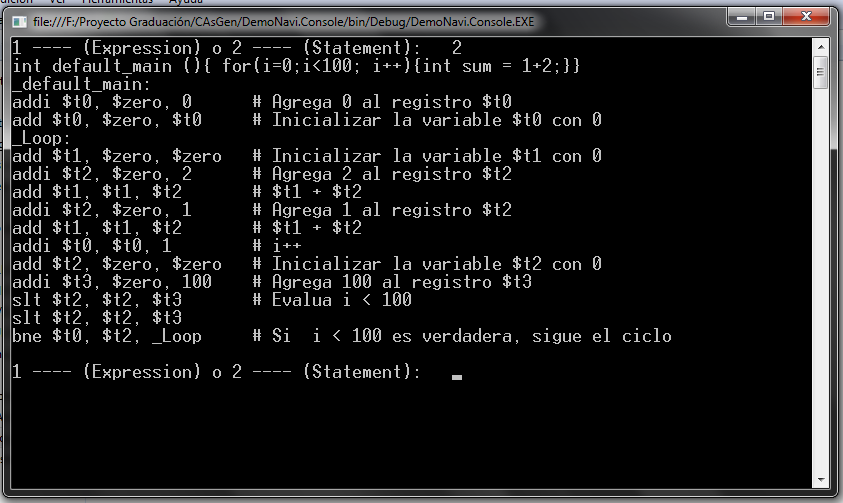 dición Ver Herramientas Ayuda
file:///F:/Proyecto Graduación/CAsGen/DemoNavi.Console/bin/Debug/DemoNavi.Console.EXE
1 ---- (Expression) o 2 ---- (Statement):   2
int default_main (){ for(i=0;i<100; i++){int sum = 1+2;}}
_default_main:
addi $t0, $zero, 0      # Agrega 0 al registro $t0
add $t0, $zero, $t0     # Inicializar la variable $t0 con 0
_Loop:
add $t1, $zero, $zero   # Inicializar la variable $t1 con 0
addi $t2, $zero, 2      # Agrega 2 al registro $t2
add $t1, $t1, $t2       # $t1 + $t2
addi $t2, $zero, 1      # Agrega 1 al registro $t2
add $t1, $t1, $t2       # $t1 + $t2
addi $t0, $t0, 1        # i++
add $t2, $zero, $zero   # Inicializar la variable $t2 con 0
addi $t3, $zero, 100    # Agrega 100 al registro $t3
slt $t2, $t2, $t3       # Evalua i < 100
slt $t2, $t2, $t3
bne $t0, $t2, _Loop     # Si  i < 100 es verdadera, sigue el ciclo
1 ---- (Expression) o 2 ---- (Statement):